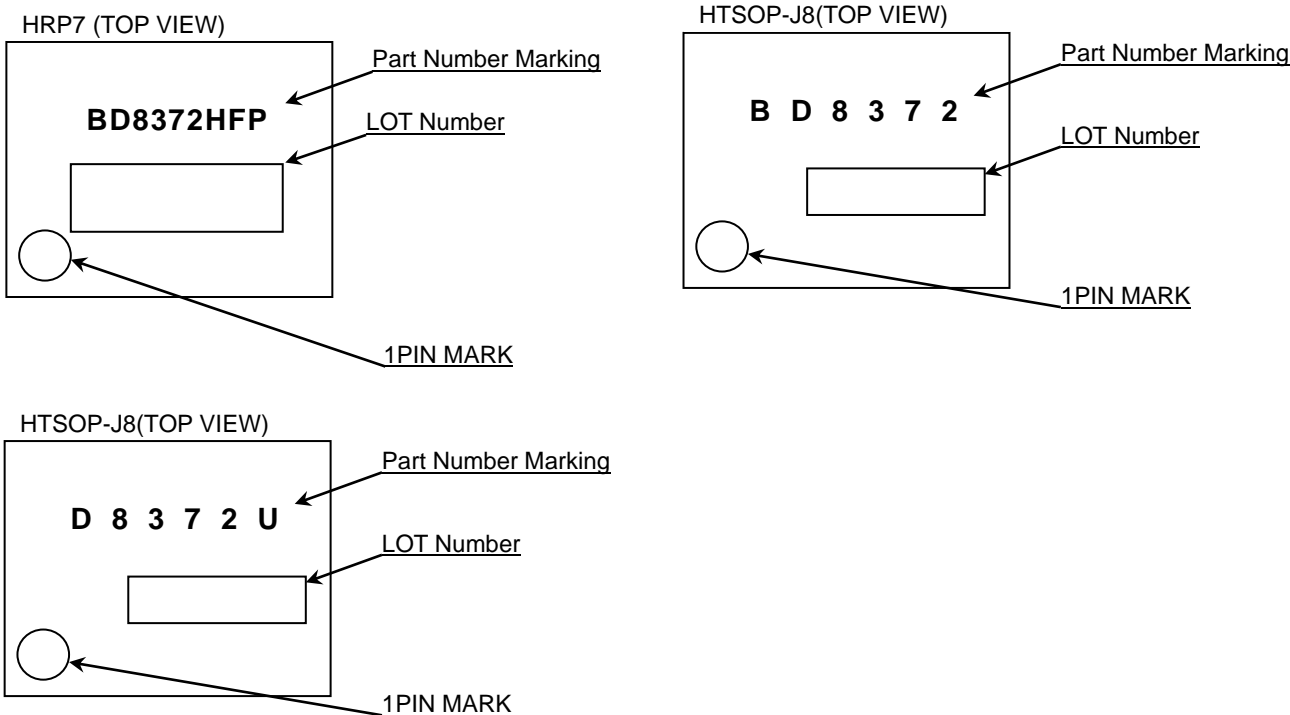 HRP7 (TOP VIEW)
Part Number Marking
BD8372HFP
LOT Number
1PIN MARK
HTSOP-J8(TOP VIEW)
Part Number Marking
B D 8 3 7 2
LOT Number
1PIN MARK
HTSOP-J8(TOP VIEW)
Part Number Marking
D 8 3 7 2 U
LOT Number
1PIN MARK